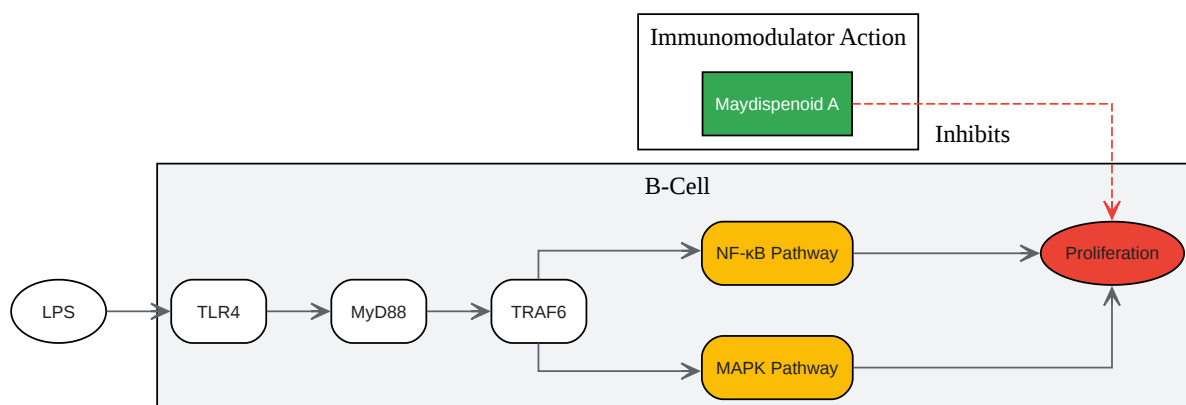 Immunomodulator Action
Maydispenoid A
Inhibits
B-Cell
NF-κB Pathway
Proliferation
LPS
TLR4
MyD88
TRAF6
MAPK Pathway